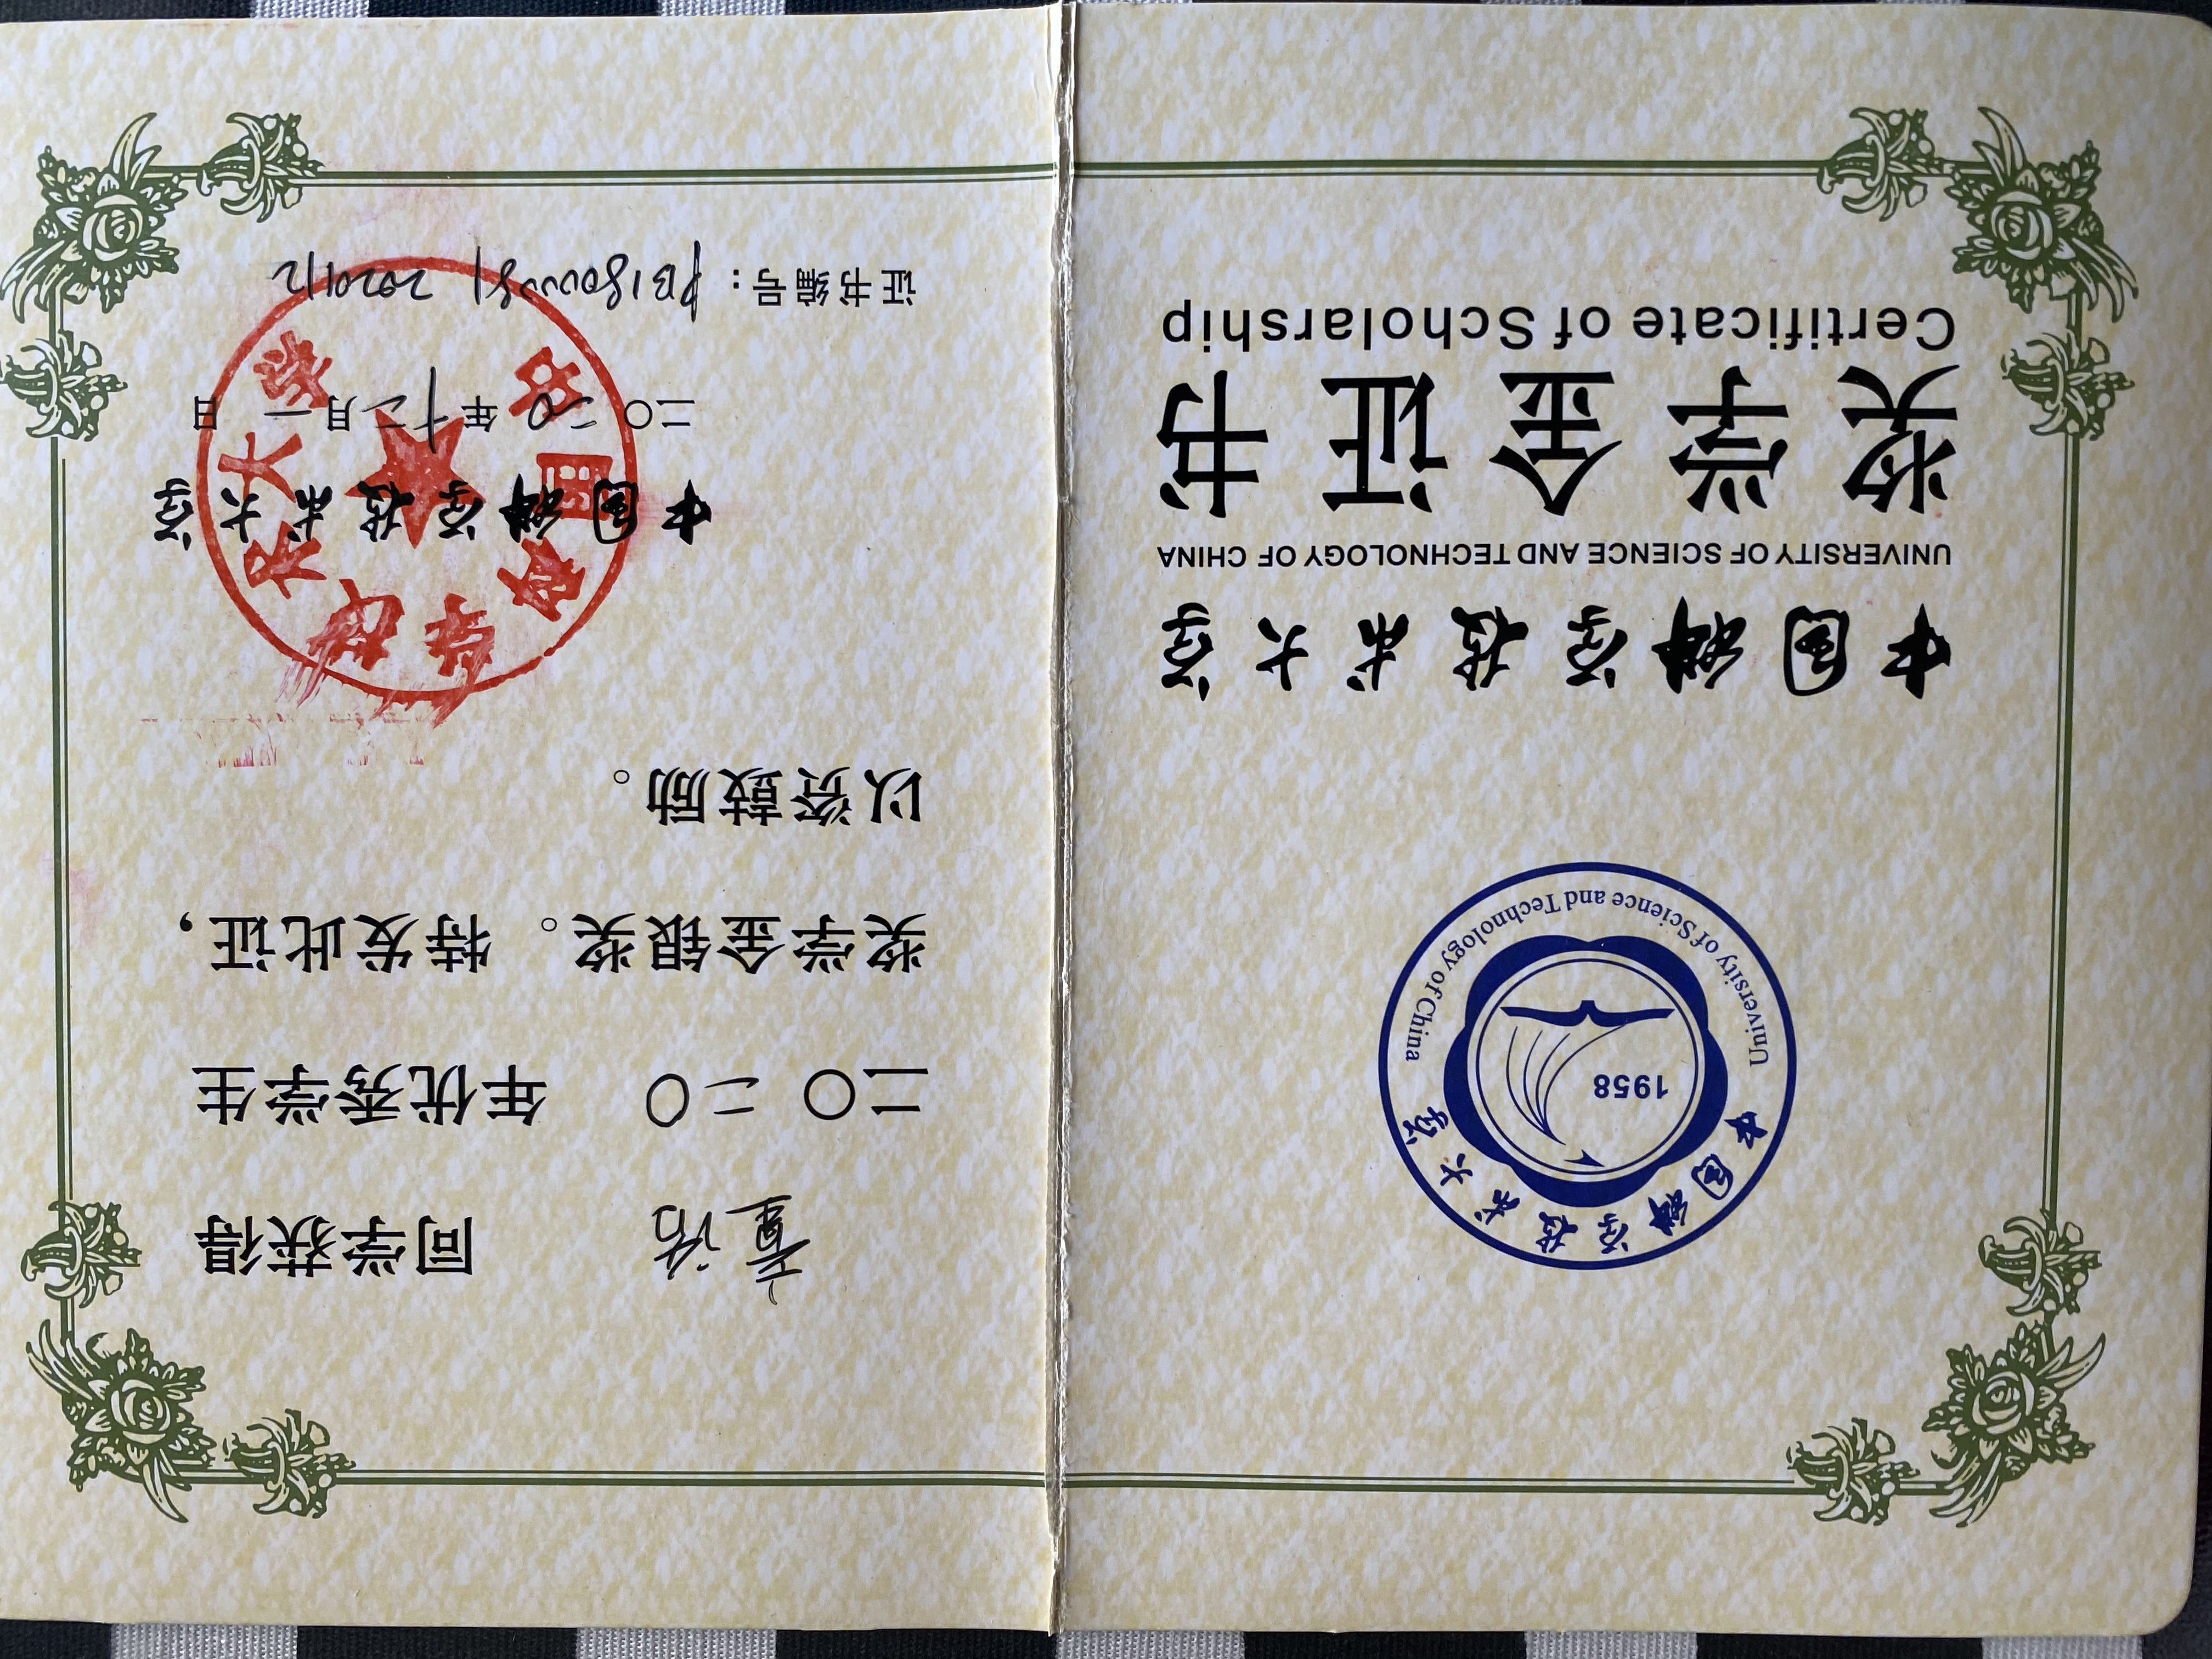 中国科学技术大学
1958
University of Science and Technology of China
中国科学技术大学
UNIVERSITY OF SCIENCE AND TECHNOLOGY OF CHINA
奖学金证书
Certificate of Scholarship
童话 同学获得
二〇二〇 年优秀学生
奖学金银奖。特发此证，
以资鼓励。
中国科学技术大学
中国科学技术大学
二〇二〇年十二月一日
证书编号：PB18000081 2020112